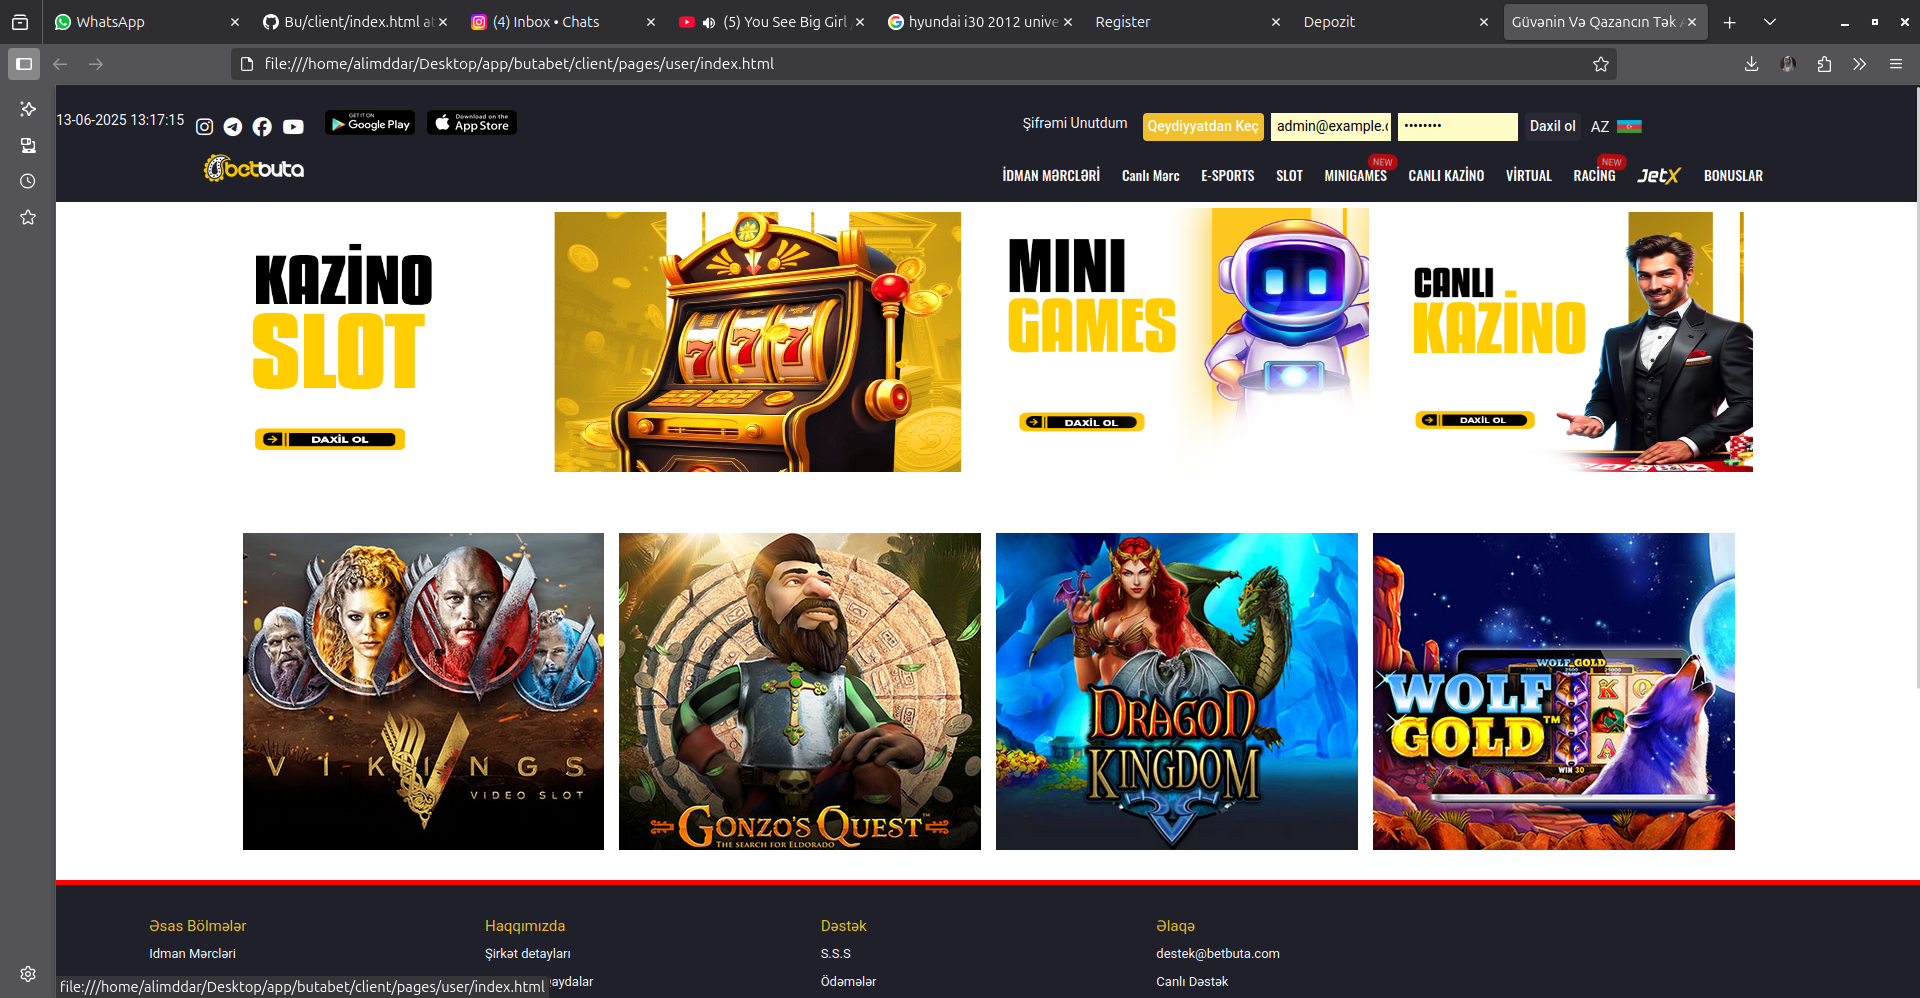 WhatsApp
Bu/client/index.html at
(4) Inbox • Chats
(5) You See Big Girl
hyundai i30 2012 unive
Register
Depozit
Güvənin Və Qazancın Tək
file:///home/alimddar/Desktop/app/butabet/client/pages/user/index.html
13-06-2025 13:17:15
GET IT ON
Google Play
Download on the
App Store
Şifrəmi Unutdum
Qeydiyyatdan Keç
admin@example.c
••••••••
Daxil ol
AZ
betbuta
İDMAN MƏRCLƏRİ
Canlı Mərc
E-SPORTS
SLOT
MINIGAMES
NEW
CANLI KAZİNO
VİRTUAL
RACİNG
NEW
JetX
BONUSLAR
KAZİNO
SLOT
DAXİL OL
777
MINI
GAMES
DAXİL OL
CANLI
KAZİNO
DAXİL OL
VIKINGS
VIDEO SLOT
GONZO'S QUEST™
THE SEARCH FOR ELDORADO
DRAGON
KINGDOM
WOLF GOLD
WOLF
GOLD™
WIN 30
Əsas Bölmələr
Haqqımızda
Dəstək
Əlaqə
Idman Mərcləri
Şirkət detayları
S.S.S
destek@betbuta.com
aydalar
Ödəmələr
Canlı Dəstək
file:///home/alimddar/Desktop/app/butabet/client/pages/user/index.html